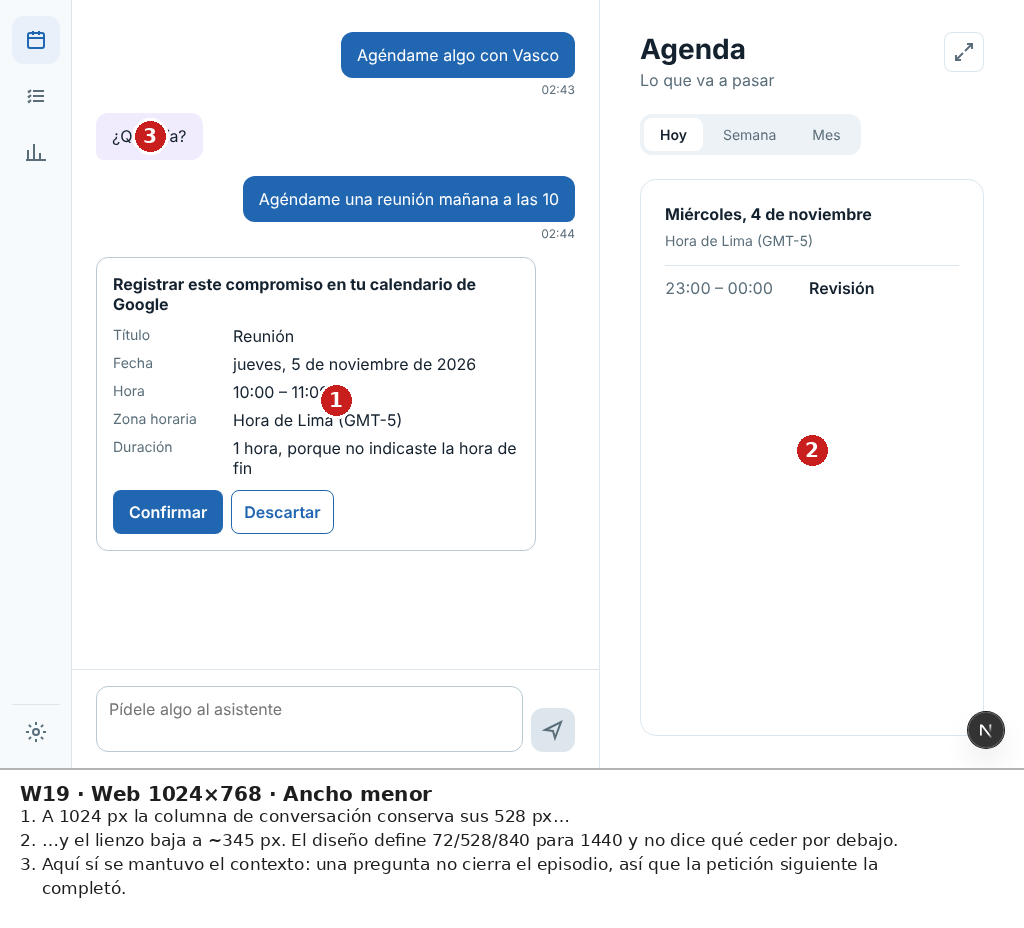 Agéndame algo con Vasco
02:43
¿Q 3 a?
Agéndame una reunión mañana a las 10
02:44
Registrar este compromiso en tu calendario de
Google
Título Reunión
Fecha jueves, 5 de noviembre de 2026
Hora 10:00 – 11:0
1
Zona horaria Hora de Lima (GMT-5)
Duración 1 hora, porque no indicaste la hora de
fin
Confirmar Descartar
Pídele algo al asistente
Agenda
Lo que va a pasar
Hoy Semana Mes
Miércoles, 4 de noviembre
Hora de Lima (GMT-5)
23:00 – 00:00 Revisión
2
N
W19 · Web 1024×768 · Ancho menor
1. A 1024 px la columna de conversación conserva sus 528 px…
2. …y el lienzo baja a ~345 px. El diseño define 72/528/840 para 1440 y no dice qué ceder por debajo.
3. Aquí sí se mantuvo el contexto: una pregunta no cierra el episodio, así que la petición siguiente la
completó.